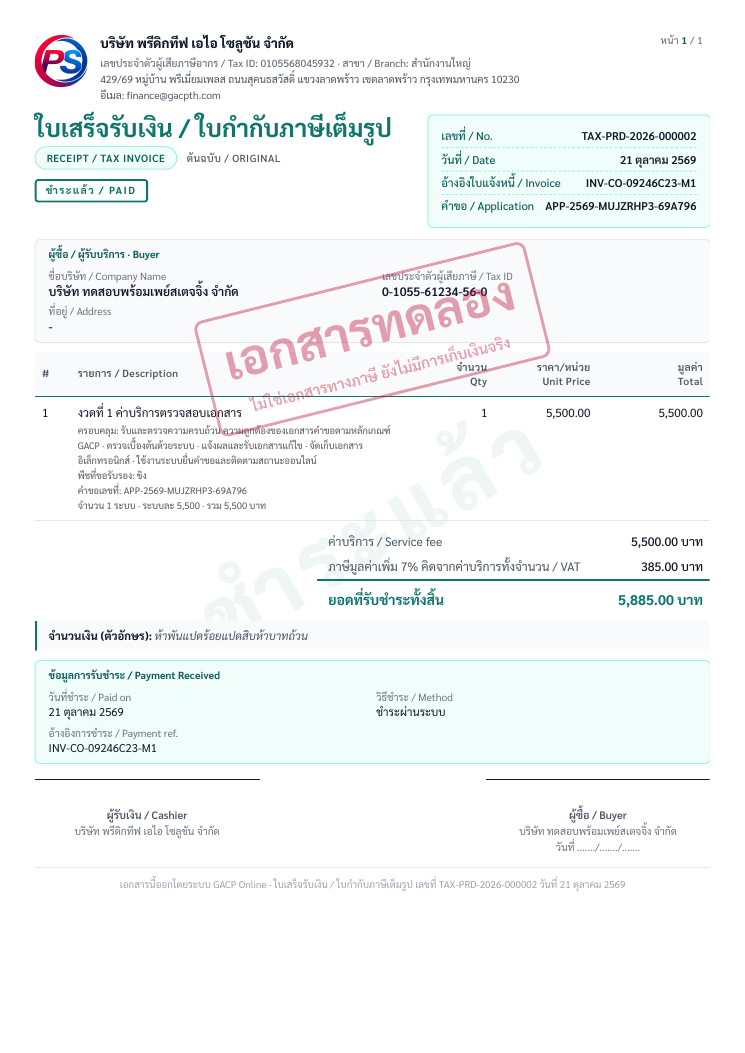 PS
บริษัท พรีดิกทีฟ เอไอ โซลูชัน จำกัด
หน้า 1 / 1
เลขประจำตัวผู้เสียภาษีอากร / Tax ID: 0105568045932 · สาขา / Branch: สำนักงานใหญ่
429/69 หมู่บ้าน พรีเมี่ยมเพลส ถนนสุคนธสวัสดิ์ แขวงลาดพร้าว เขตลาดพร้าว กรุงเทพมหานคร 10230
อีเมล: finance@gacpth.com
ใบเสร็จรับเงิน / ใบกำกับภาษีเต็มรูป
RECEIPT / TAX INVOICE
ต้นฉบับ / ORIGINAL
ชำระแล้ว / PAID
เลขที่ / No. TAX-PRD-2026-000002
วันที่ / Date 21 ตุลาคม 2569
อ้างอิงใบแจ้งหนี้ / Invoice INV-CO-09246C23-M1
คำขอ / Application APP-2569-MUJZRHP3-69A796
ผู้ซื้อ / ผู้รับบริการ · Buyer
ชื่อบริษัท / Company Name เลขประจำตัวผู้เสียภาษี / Tax ID
บริษัท ทดสอบพร้อมเพย์สเตจจิ้ง จำกัด 0-1055-61234-56-0
ที่อยู่ / Address
-
เอกสารทดลอง
ไม่ใช่เอกสารทางภาษี ยังไม่มีการเก็บเงินจริง
# รายการ / Description จำนวน Qty ราคา/หน่วย Unit Price มูลค่า Total
1 งวดที่ 1 ค่าบริการตรวจสอบเอกสาร 1 5,500.00 5,500.00
ครอบคลุม: รับและตรวจความครบถ้วน ความถูกต้องของเอกสารคำขอตามหลักเกณฑ์
GACP · ตรวจเบื้องต้นด้วยระบบ · แจ้งผลและรับเอกสารแก้ไข · จัดเก็บเอกสาร
อิเล็กทรอนิกส์ · ใช้งานระบบยื่นคำขอและติดตามสถานะออนไลน์
พืชที่ขอรับรอง: ขิง
คำขอเลขที่: APP-2569-MUJZRHP3-69A796
จำนวน 1 ระบบ · ระบบละ 5,500 · รวม 5,500 บาท
ชำระแล้ว
ค่าบริการ / Service fee 5,500.00 บาท
ภาษีมูลค่าเพิ่ม 7% คิดจากค่าบริการทั้งจำนวน / VAT 385.00 บาท
ยอดที่รับชำระทั้งสิ้น 5,885.00 บาท
จำนวนเงิน (ตัวอักษร): ห้าพันแปดร้อยแปดสิบห้าบาทถ้วน
ข้อมูลการรับชำระ / Payment Received
วันที่ชำระ / Paid on วิธีชำระ / Method
21 ตุลาคม 2569 ชำระผ่านระบบ
อ้างอิงการชำระ / Payment ref.
INV-CO-09246C23-M1
ผู้รับเงิน / Cashier ผู้ซื้อ / Buyer
บริษัท พรีดิกทีฟ เอไอ โซลูชัน จำกัด บริษัท ทดสอบพร้อมเพย์สเตจจิ้ง จำกัด
วันที่ ......./......./.......
เอกสารนี้ออกโดยระบบ GACP Online · ใบเสร็จรับเงิน / ใบกำกับภาษีเต็มรูป เลขที่ TAX-PRD-2026-000002 วันที่ 21 ตุลาคม 2569